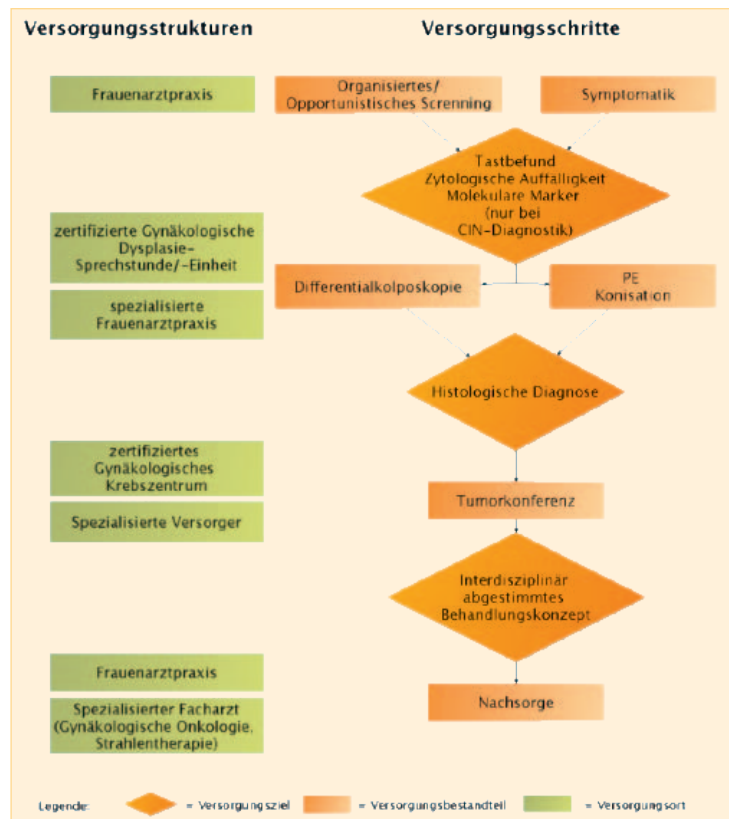 Versorgungsstrukturen
Versorgungsschritte
Frauenarztpraxis
Organisiertes/
Opportunistisches Screnning
Symptomatik
Tastbefund
Zytologische Auffälligkeit
Molekulare Marker
(nur bei
CIN-Diagnostik)
zertifizierte Gynäkologische
Dysplasie-
Sprechstunde/-Einheit
spezialisierte
Frauenarztpraxis
Differentialkolposkopie
PE
Konisation
Histologische Diagnose
zertifiziertes
Gynäkologisches
Krebszentrum
Spezialisierte Versorger
Tumorkonferenz
Interdisziplinär
abgestimmtes
Behandlungskonzept
Frauenarztpraxis
Spezialisierter Facharzt
(Gynäkologische Onkologie,
Strahlentherapie)
Nachsorge
Legende: = Versorgungsziel = Versorgungsbestandteil = Versorgungsort